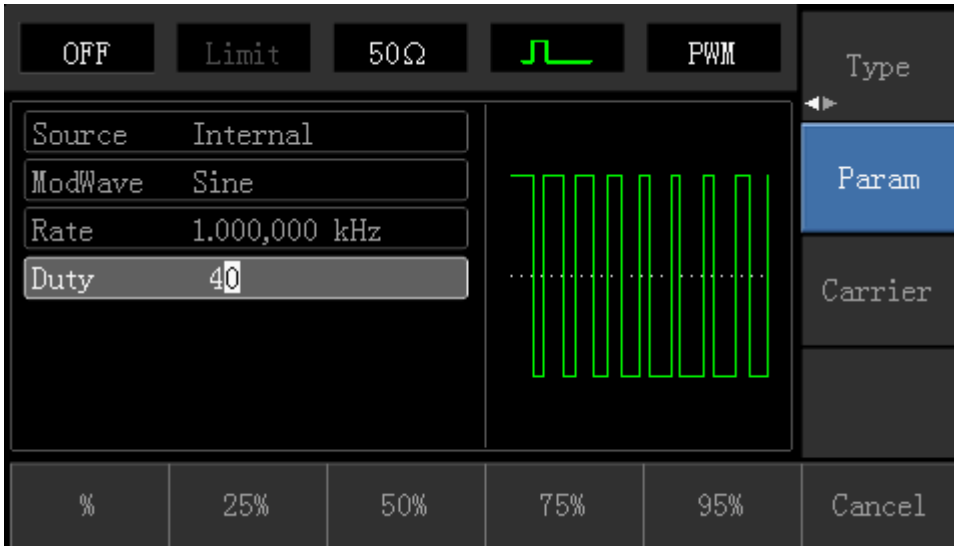 OFF Limit 50Ω PWM
Type
Source Internal
ModWave Sine
Param
Rate 1.000,000 kHz
Duty 40
Carrier
% 25% 50% 75% 95% Cancel